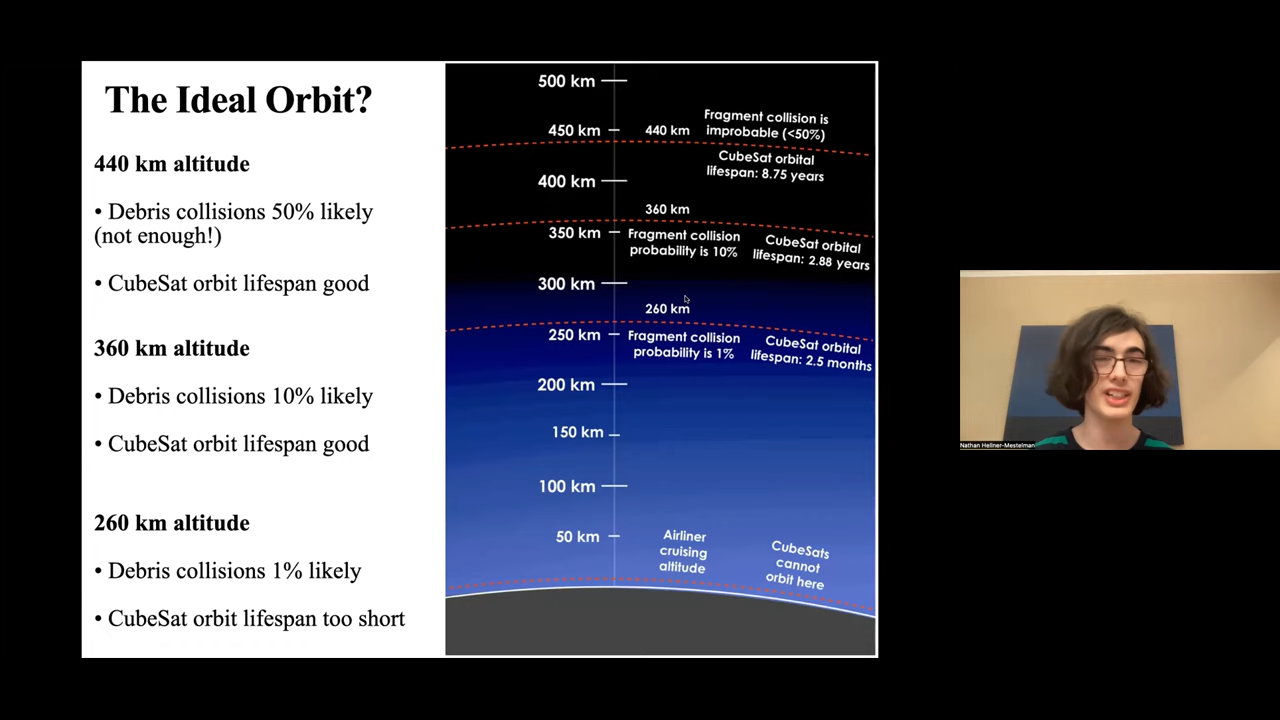 The Ideal Orbit?
440 km altitude
• Debris collisions 50% likely
(not enough!)
• CubeSat orbit lifespan good
360 km altitude
• Debris collisions 10% likely
• CubeSat orbit lifespan good
260 km altitude
• Debris collisions 1% likely
• CubeSat orbit lifespan too short
500 km
450 km
440 km
Fragment collision is
improbable (<50%)
CubeSat orbital
lifespan: 8.75 years
400 km
360 km
350 km
Fragment collision
probability is 10%
CubeSat orbital
lifespan: 2.88 years
300 km
260 km
250 km
Fragment collision
probability is 1%
CubeSat orbital
lifespan: 2.5 months
200 km
150 km
100 km
50 km
Airliner
cruising
altitude
CubeSats
cannot
orbit here
Nathan Hellner-Mestelman